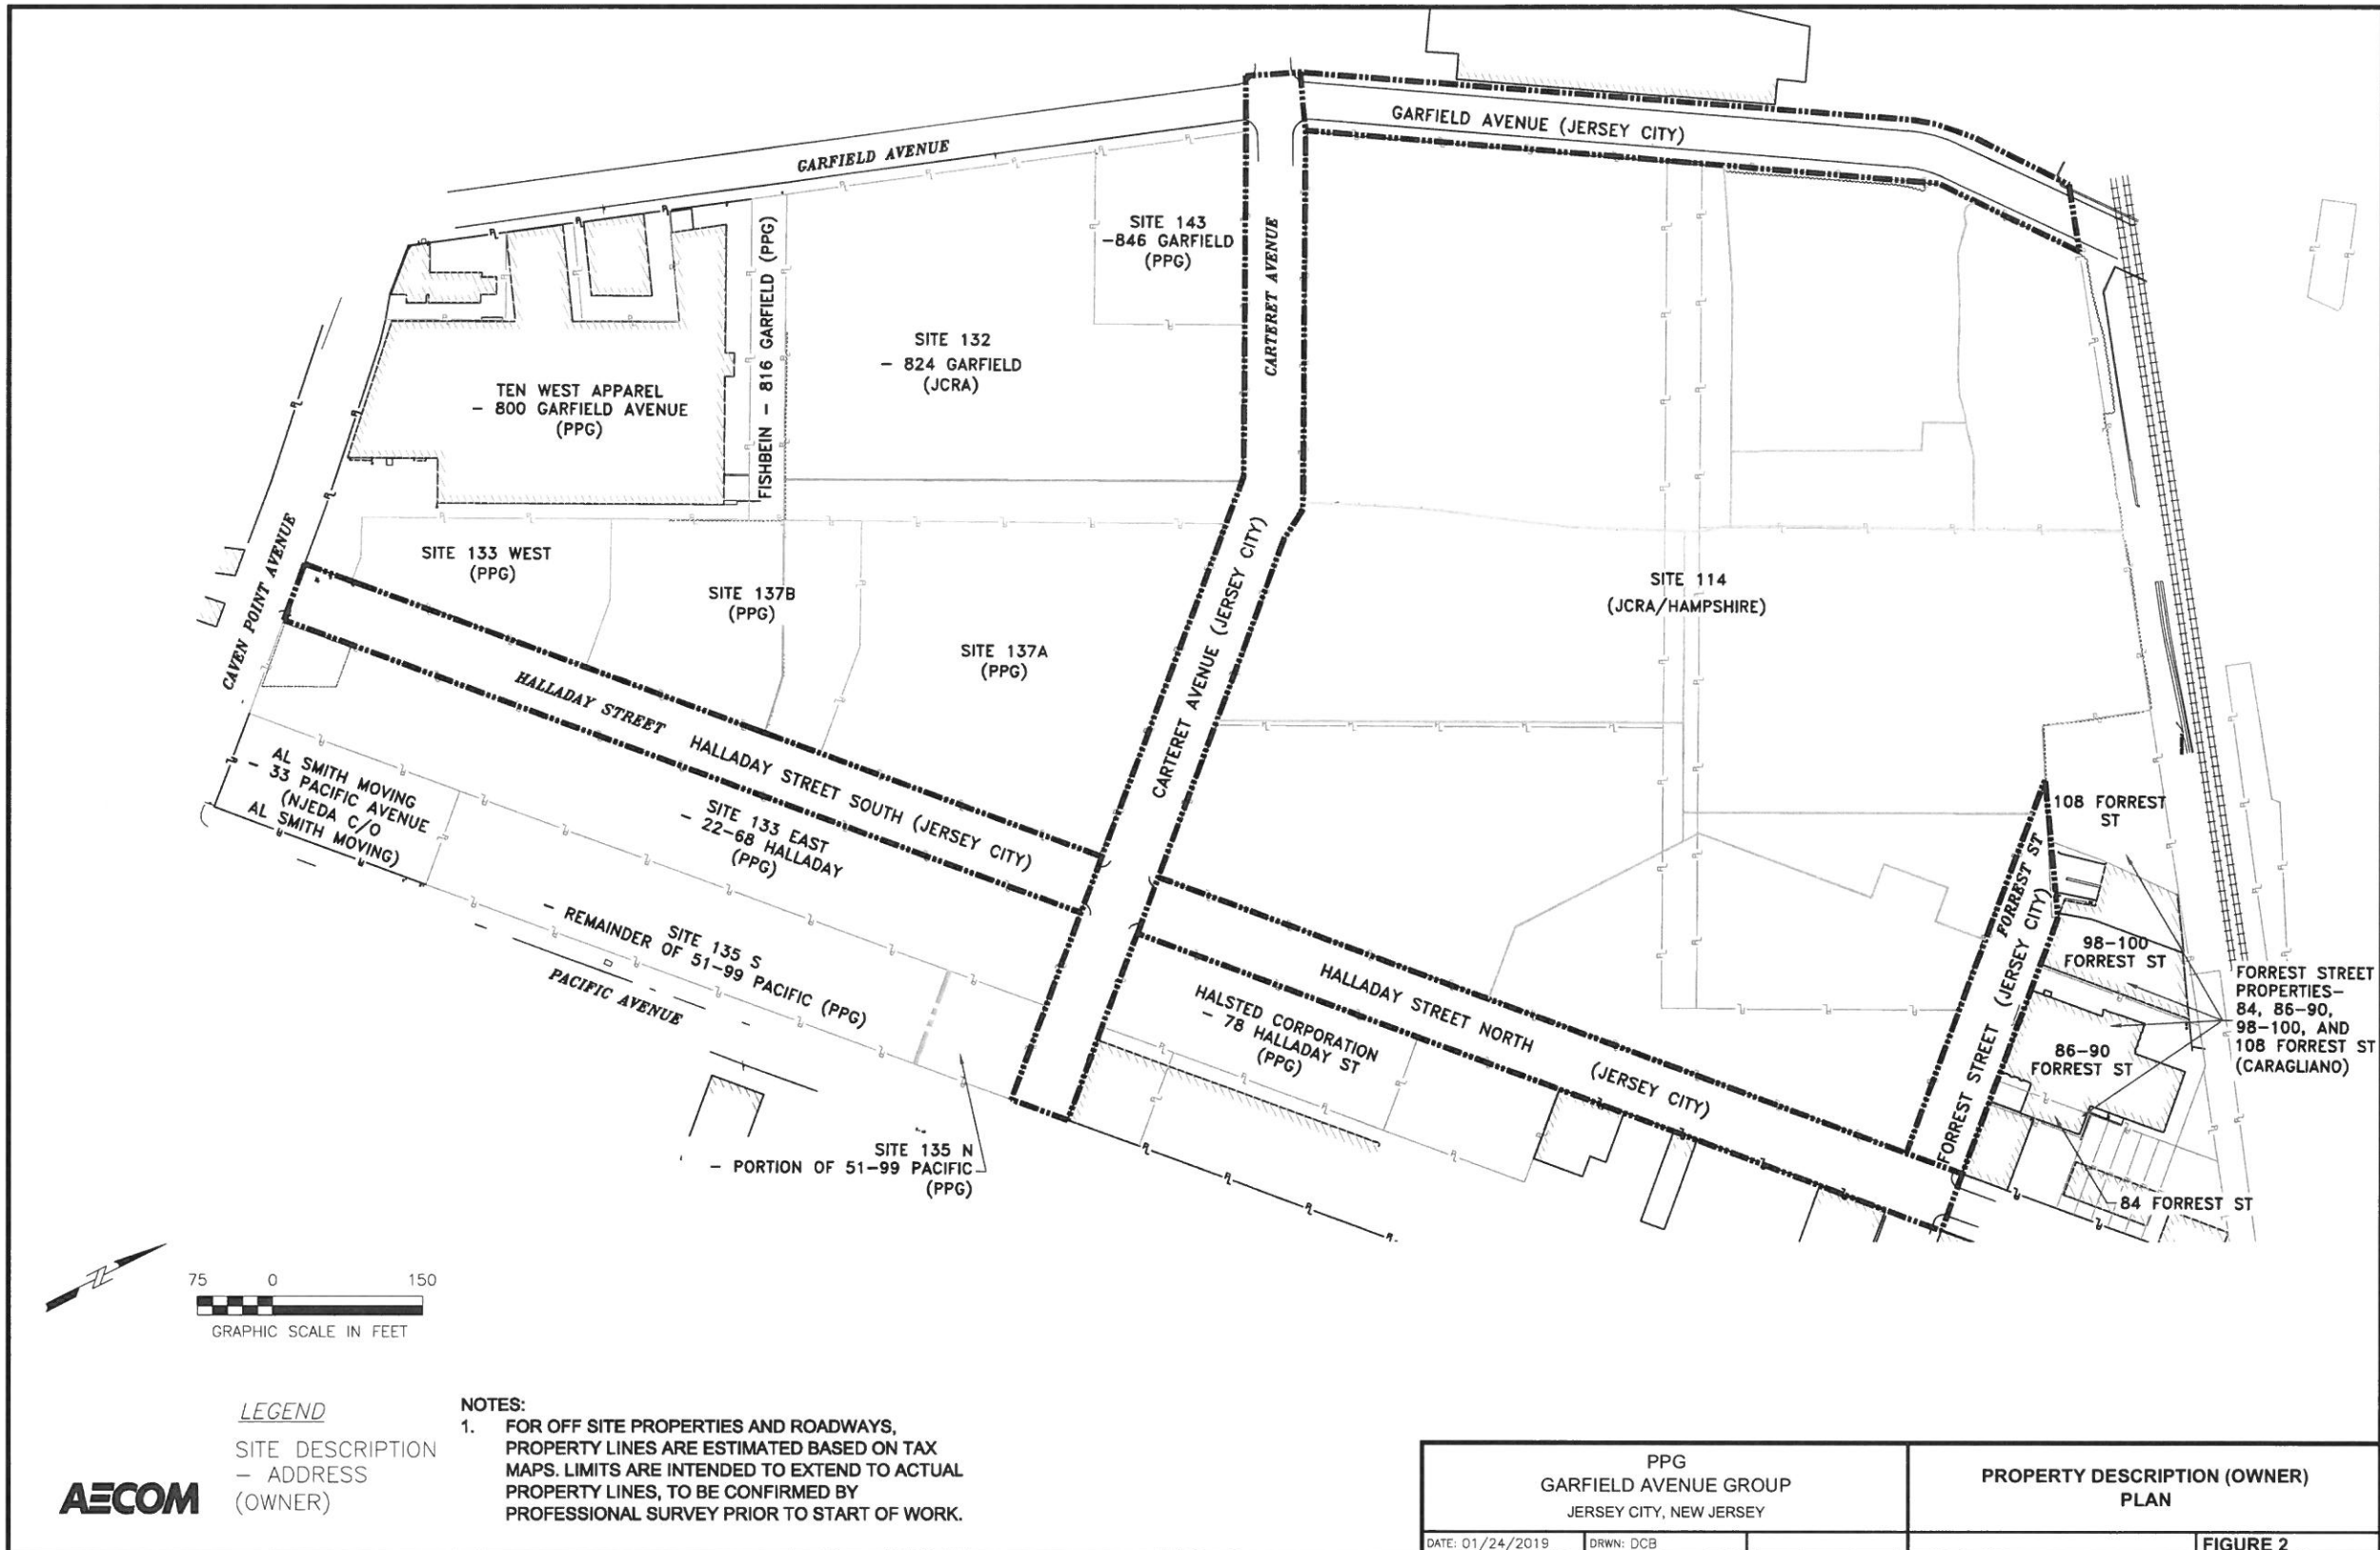 GARFIELD AVENUE (JERSEY CITY)
GARFIELD AVENUE
SITE 143
-846 GARFIELD
(PPG)
CARTERET AVENUE
FISHBEIN - 816 GARFIELD (PPG)
SITE 132
- 824 GARFIELD
(JCRA)
TEN WEST APPAREL
- 800 GARFIELD AVENUE
(PPG)
CAVEN POINT AVENUE
SITE 133 WEST
(PPG)
SITE 137B
(PPG)
SITE 137A
(PPG)
CARTERET AVENUE (JERSEY CITY)
SITE 114
(JCRA/HAMPSHIRE)
HALLADAY STREET
HALLADAY STREET SOUTH (JERSEY CITY)
AL SMITH MOVING
- 33 PACIFIC AVENUE
(NJEDA C/O
AL SMITH MOVING)
SITE 133 EAST
- 22-68 HALLADAY
(PPG)
SITE 135 S
- REMAINDER OF 51-99 PACIFIC (PPG)
PACIFIC AVENUE
SITE 135 N
- PORTION OF 51-99 PACIFIC
(PPG)
HALSTED CORPORATION
- 78 HALLADAY ST
(PPG)
HALLADAY STREET NORTH
(JERSEY CITY)
FORREST ST
FORREST STREET (JERSEY CITY)
108 FORREST
ST
98-100
FORREST ST
86-90
FORREST ST
84 FORREST ST
FORREST STREET
PROPERTIES-
84, 86-90,
98-100, AND
108 FORREST ST
(CARAGLIANO)
75 0 150
GRAPHIC SCALE IN FEET
LEGEND
SITE DESCRIPTION
- ADDRESS
(OWNER)
AECOM
NOTES:
1. FOR OFF SITE PROPERTIES AND ROADWAYS,
PROPERTY LINES ARE ESTIMATED BASED ON TAX
MAPS. LIMITS ARE INTENDED TO EXTEND TO ACTUAL
PROPERTY LINES, TO BE CONFIRMED BY
PROFESSIONAL SURVEY PRIOR TO START OF WORK.
PPG
GARFIELD AVENUE GROUP
JERSEY CITY, NEW JERSEY
PROPERTY DESCRIPTION (OWNER)
PLAN
DATE: 01/24/2019
DRWN: DCB
FIGURE 2